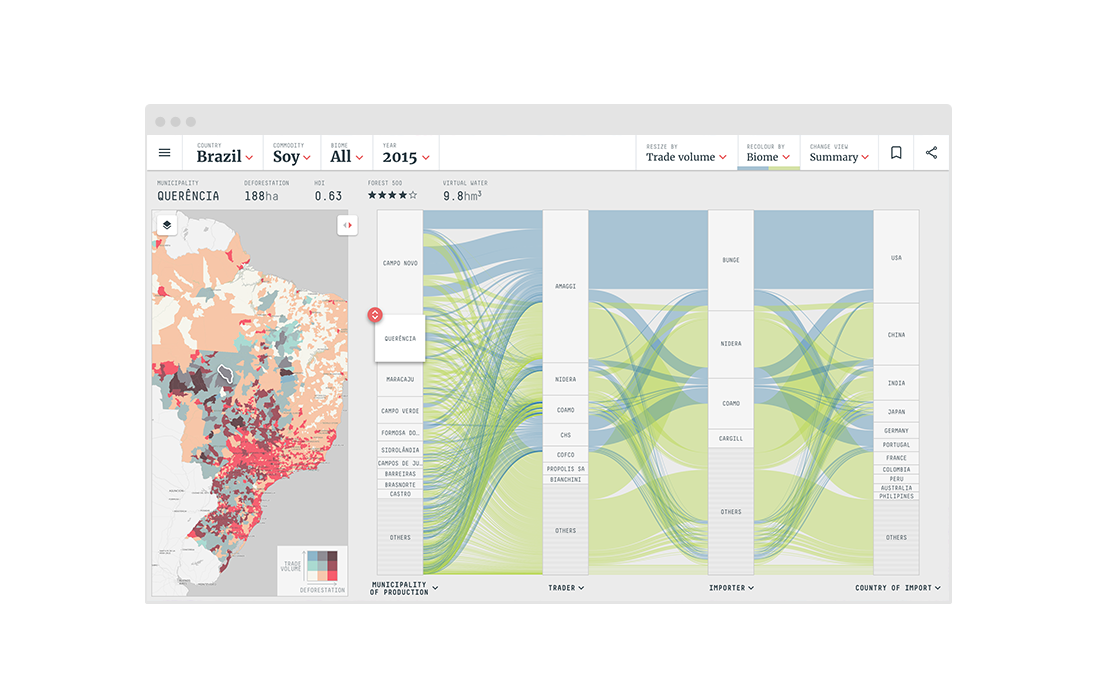 COUNTRY
Brazil
COMMODITY
Soy
BIOME
All
YEAR
2015
RESIZE BY
Trade volume
RECOLOUR BY
Biome
CHANGE VIEW
Summary
MUNICIPALITY
QUERÊNCIA
DEFORESTATION
188ha
HDI
0.63
FOREST 500
VIRTUAL WATER
9.8hm³
CAMPO NOVO
QUERÊNCIA
MARACAJU
CAMPO VERDE
FORMOSA DO…
SIDROLÂNDIA
CAMPOS DE JU…
BARREIRAS
BRASNORTE
CASTRO
OTHERS
AMAGGI
NIDERA
COAMO
CHS
COFCO
PROPOLIS SA
BIANCHINI
OTHERS
BUNGE
NIDERA
COAMO
CARGILL
OTHERS
USA
CHINA
INDIA
JAPAN
GERMANY
PORTUGAL
FRANCE
COLOMBIA
PERU
AUSTRALIA
PHILIPINES
OTHERS
TRADE
VOLUME
DEFORESTATION
MUNICIPALITY
OF PRODUCTION
TRADER
IMPORTER
COUNTRY OF IMPORT